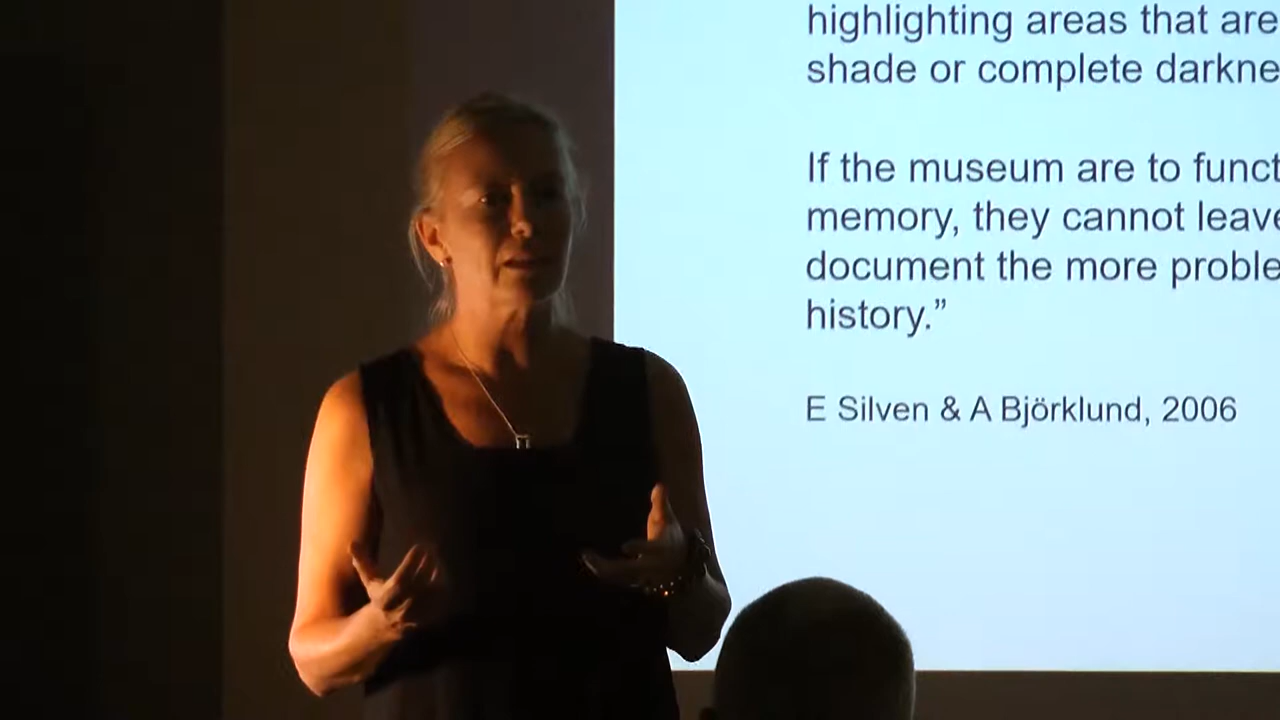 highlighting areas that are
shade or complete darkne
If the museum are to funct
memory, they cannot leave
document the more proble
history.”
E Silven & A Björklund, 2006